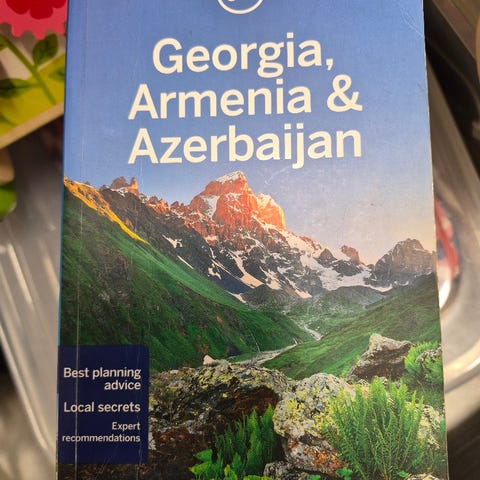 Georgia,
Armenia &
Azerbaijan
Best planning
advice
Local secrets
Expert
recommendations